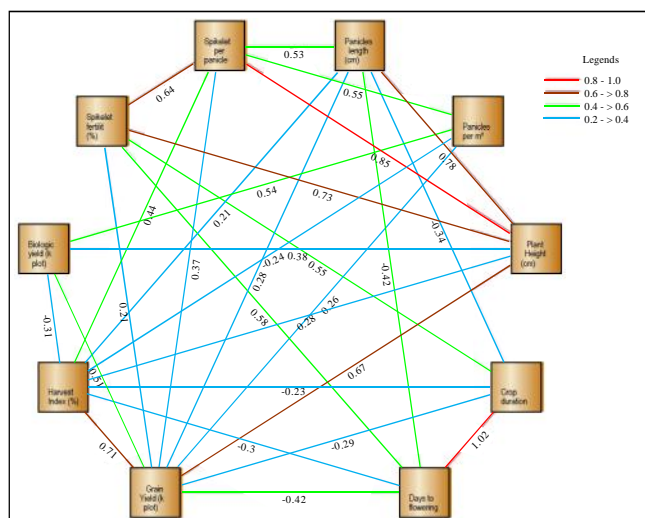 Spikelet
per
panicle
Panicles
length
(cm)
Legends
0.8 - 1.0
0.6 - > 0.8
0.4 - > 0.6
0.2 - > 0.4
0.53
0.55
0.64
Spikelet
fertilit
(%)
Panicles
per m²
0.85
0.78
0.54
0.73
0.44
0.21
-0.34
Biologic
yield (k
plot)
Plant
Height
(cm)
0.37
0.28
-0.24
0.38
0.55
-0.42
-0.31
0.21
0.58
0.28
0.26
0.67
0.51
Harvest
Index (%)
-0.23
Crop
duration
0.71
-0.3
-0.29
1.02
Grain
Yield (k
plot)
-0.42
Days to
flowering